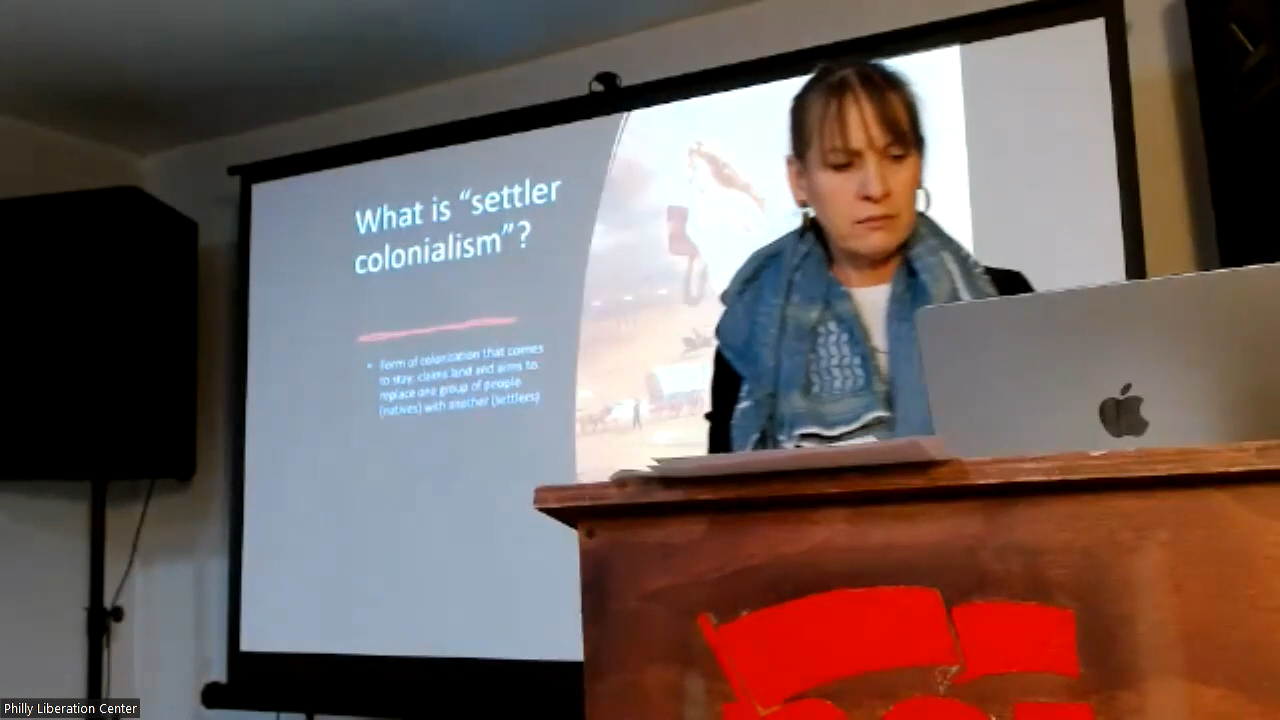 What is “settler
colonialism”?
• Form of colonization that comes
to stay: claims land and aims to
replace one group of people
(natives) with another (settlers)
Philly Liberation Center